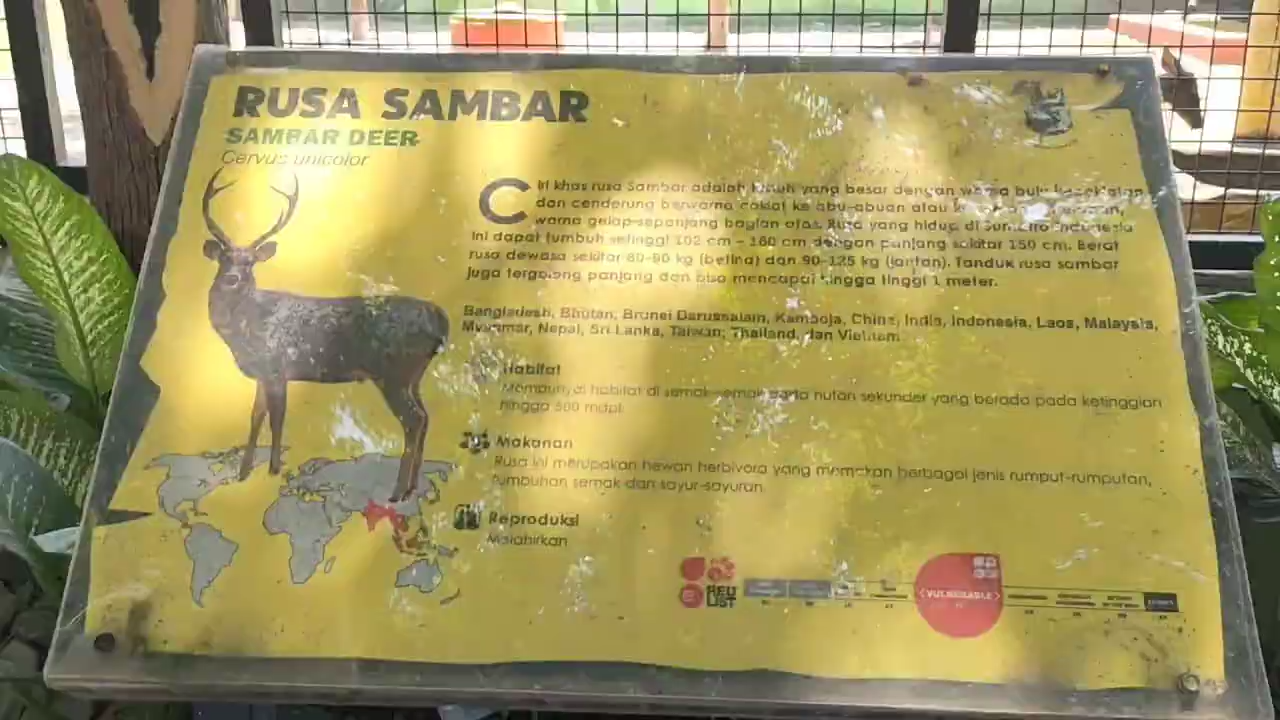 RUSA SAMBAR
SAMBAR DEER
Cervus unicolor
Ciri khas rusa Sambar adalah tubuh yang besar dengan warna bulu kecoklatan
dan cenderung berwarna coklat ke abu-abuan atau
warna gelap sepanjang bagian atas. Rusa yang hidup di Sumatra Indonesia
ini dapat tumbuh setinggi 102 cm - 160 cm dengan panjang sekitar 150 cm. Berat
rusa dewasa sekitar 60-90 kg (betina) dan 90-125 kg (jantan). Tanduk rusa sambar
juga tergolong panjang dan bisa mencapai hingga tinggi 1 meter.
Bangladesh, Bhutan, Brunei Darussalam, Kamboja, China, India, Indonesia, Laos, Malaysia,
Myanmar, Nepal, Sri Lanka, Taiwan, Thailand, dan Vietnam
Habitat
Mempunyai habitat di semak-semak serta hutan sekunder yang berada pada ketinggian
hingga 500 mdpl.
Makanan
Rusa ini merupakan hewan herbivora yang memakan berbagai jenis rumput-rumputan,
tumbuhan semak dan sayur-sayuran.
Reproduksi
Melahirkan
RED
LIST
<VULNERABLE>